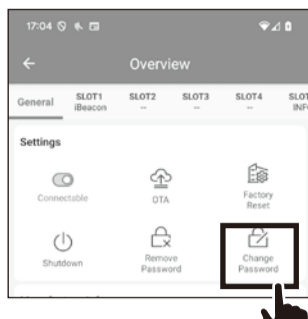 17:04
Overview
General SLOT1 SLOT2 SLOT3 SLOT4 SLOT
iBeacon -- -- -- INF
Settings
Connectable OTA Factory
Reset
Shutdown Remove Change
Password Password